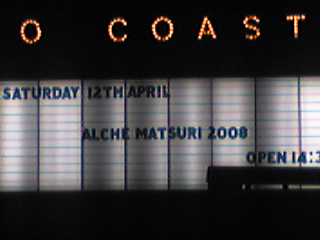 O COAST
SATURDAY 12TH APRIL
ALCHE MATSURI 2008
OPEN 14:3